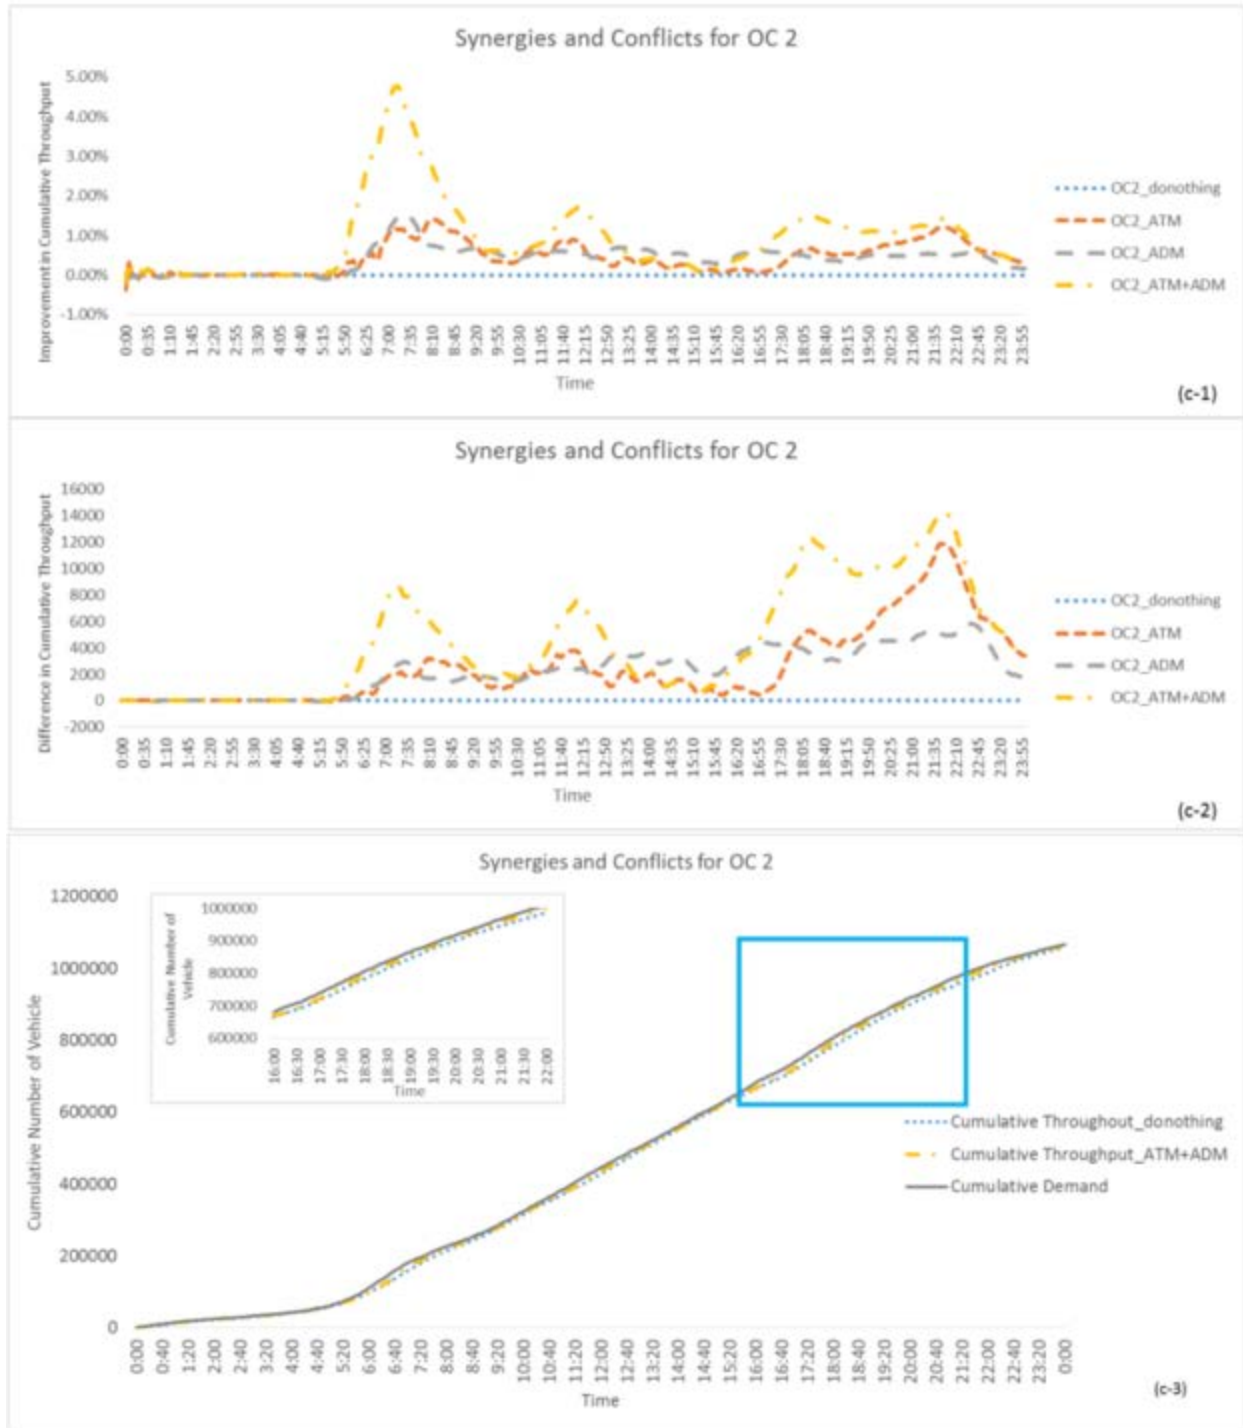 Synergies and Conflicts for OC 2
Improvement in Cumulative Throughput
5.00%
4.00%
3.00%
2.00%
1.00%
0.00%
-1.00%
0:00 0:35 1:10 1:45 2:20 2:55 3:30 4:05 4:40 5:15 5:50 6:25 7:00 7:35 8:10 8:45 9:20 9:55 10:30 11:05 11:40 12:15 12:50 13:25 14:00 14:35 15:10 15:45 16:20 16:55 17:30 18:05 18:40 19:15 19:50 20:25 21:00 21:35 22:10 22:45 23:20 23:55
Time
OC2_donothing
OC2_ATM
OC2_ADM
OC2_ATM+ADM
(c-1)
Synergies and Conflicts for OC 2
Difference in Cumulative Throughput
16000
14000
12000
10000
8000
6000
4000
2000
0
-2000
0:00 0:35 1:10 1:45 2:20 2:55 3:30 4:05 4:40 5:15 5:50 6:25 7:00 7:35 8:10 8:45 9:20 9:55 10:30 11:05 11:40 12:15 12:50 13:25 14:00 14:35 15:10 15:45 16:20 16:55 17:30 18:05 18:40 19:15 19:50 20:25 21:00 21:35 22:10 22:45 23:20 23:55
Time
OC2_donothing
OC2_ATM
OC2_ADM
OC2_ATM+ADM
(c-2)
Synergies and Conflicts for OC 2
Cumulative Number of Vehicle
1200000
1000000
800000
600000
400000
200000
0
Cumulative Number of
Vehicle
1000000
900000
800000
700000
600000
16:00 16:30 17:00 17:30 18:00 18:30 19:00 19:30 20:00 20:30 21:00 21:30 22:00
Time
Cumulative Throughout_donothing
Cumulative Throughput_ATM+ADM
Cumulative Demand
0:00 0:40 1:20 2:00 2:40 3:20 4:00 4:40 5:20 6:00 6:40 7:20 8:00 8:40 9:20 10:00 10:40 11:20 12:00 12:40 13:20 14:00 14:40 15:20 16:00 16:40 17:20 18:00 18:40 19:20 20:00 20:40 21:20 22:00 22:40 23:20 0:00
Time
(c-3)